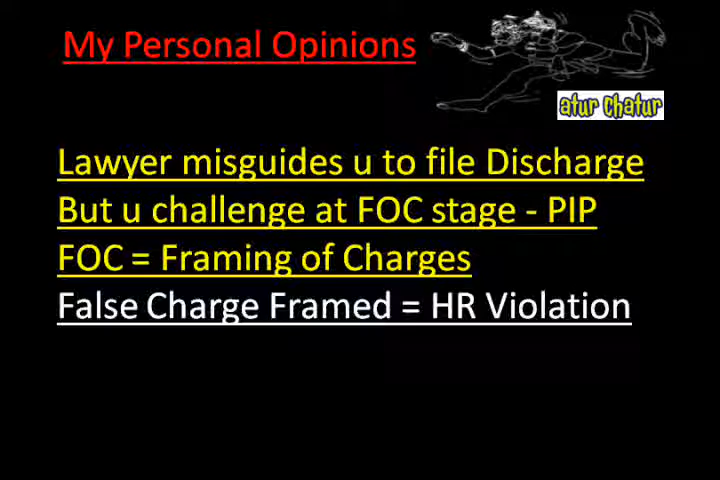 My Personal Opinions
atur chatur
Lawyer misguides u to file Discharge
But u challenge at FOC stage - PIP
FOC = Framing of Charges
False Charge Framed = HR Violation